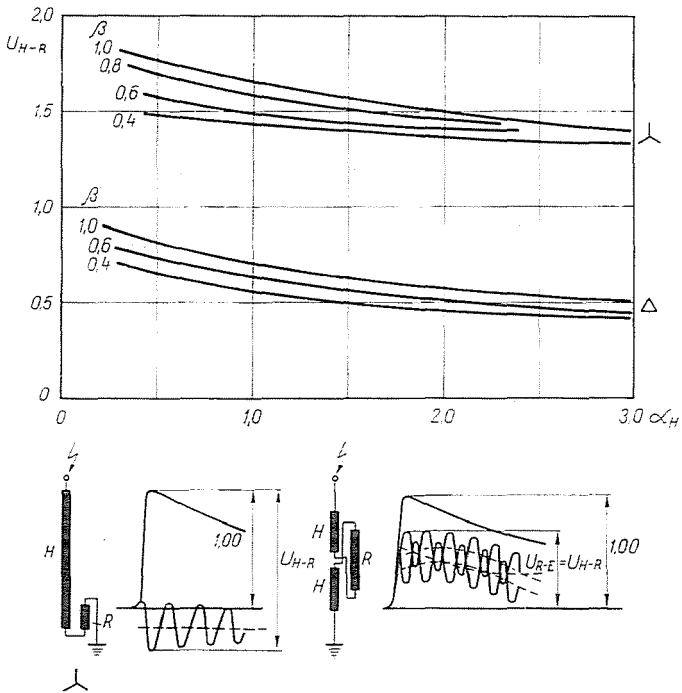 2,0
U_H-R
β
1,0
0,8
0,6
0,4
1,5
1,0
β
1,0
0,6
0,4
0,5
0
0 1,0 2.0 3.0 α_H
H
R
1,00
U_H-R
H
H
R
U_R-E = U_H-R
1,00